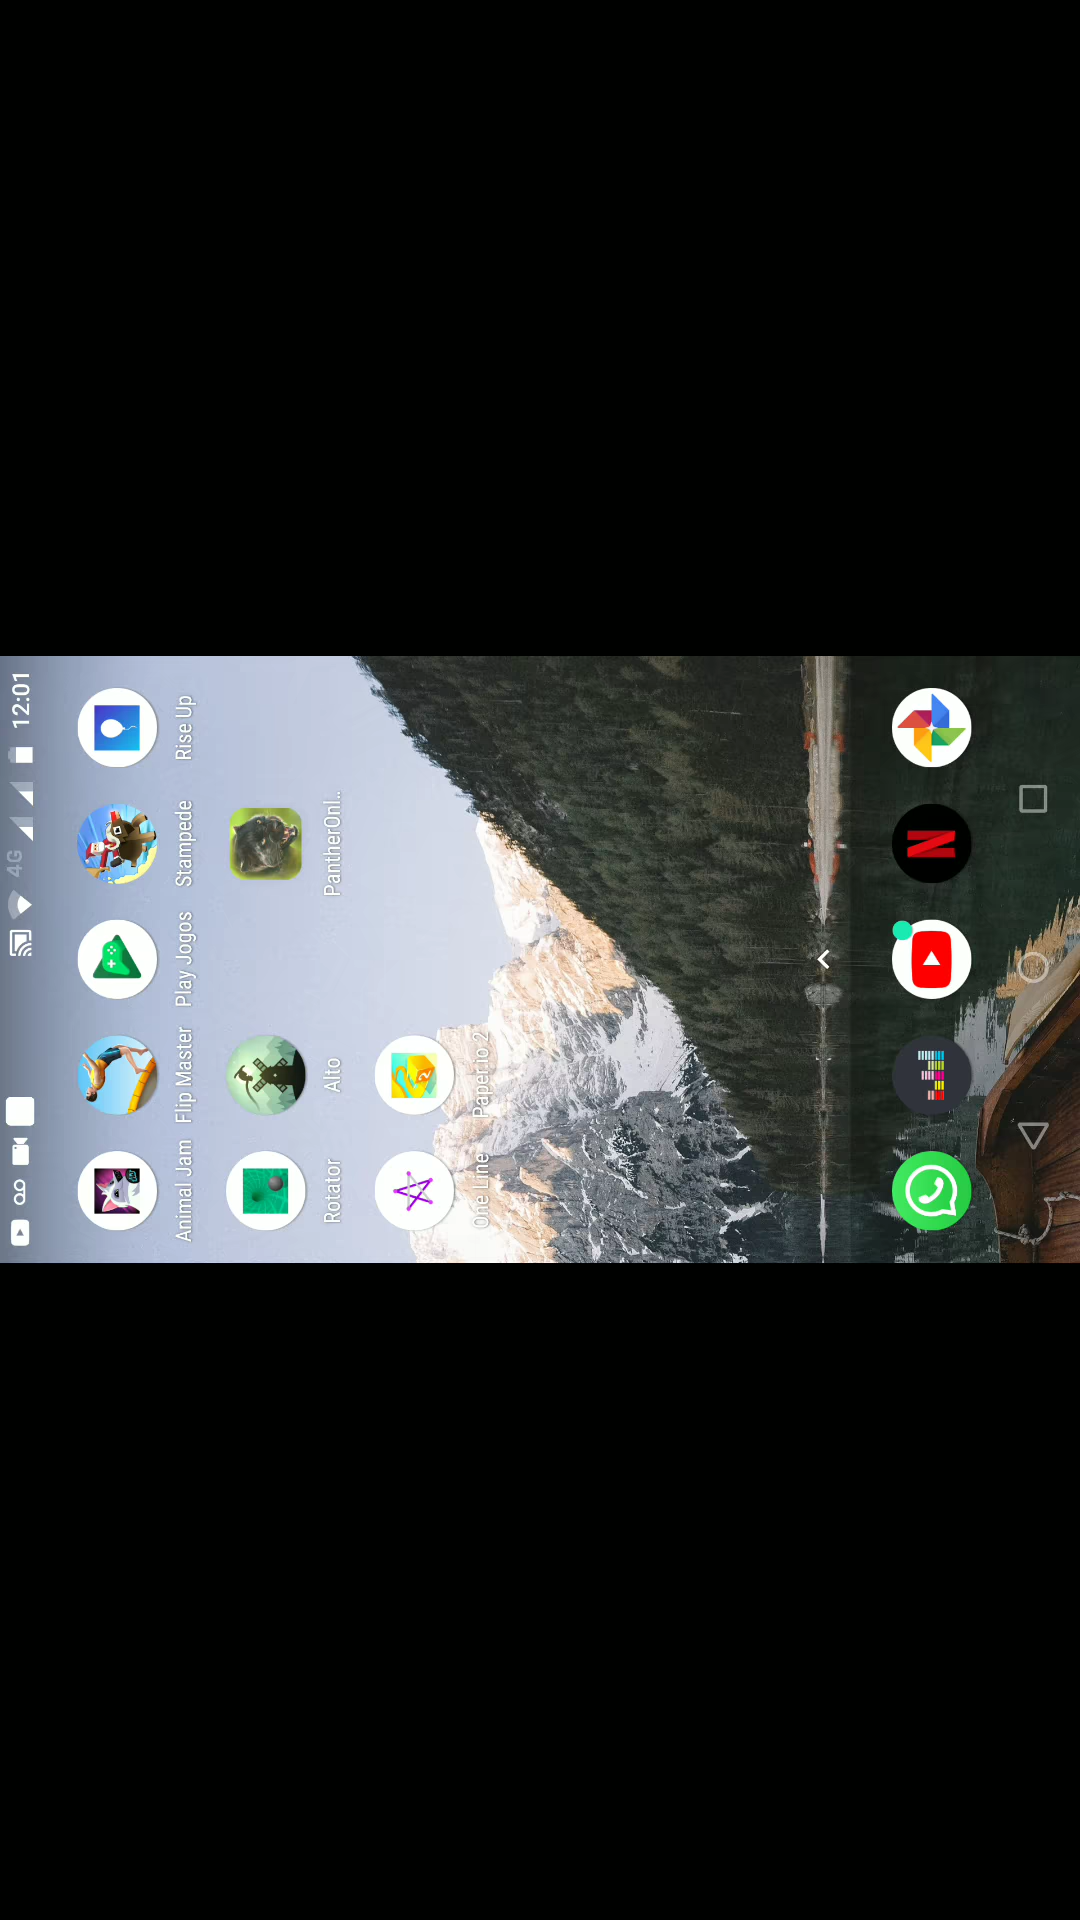 4G 12:01
Animal Jam Flip Master Play Jogos Stampede Rise Up
Rotator Alto PantherOnl..
One Line Paper.io 2